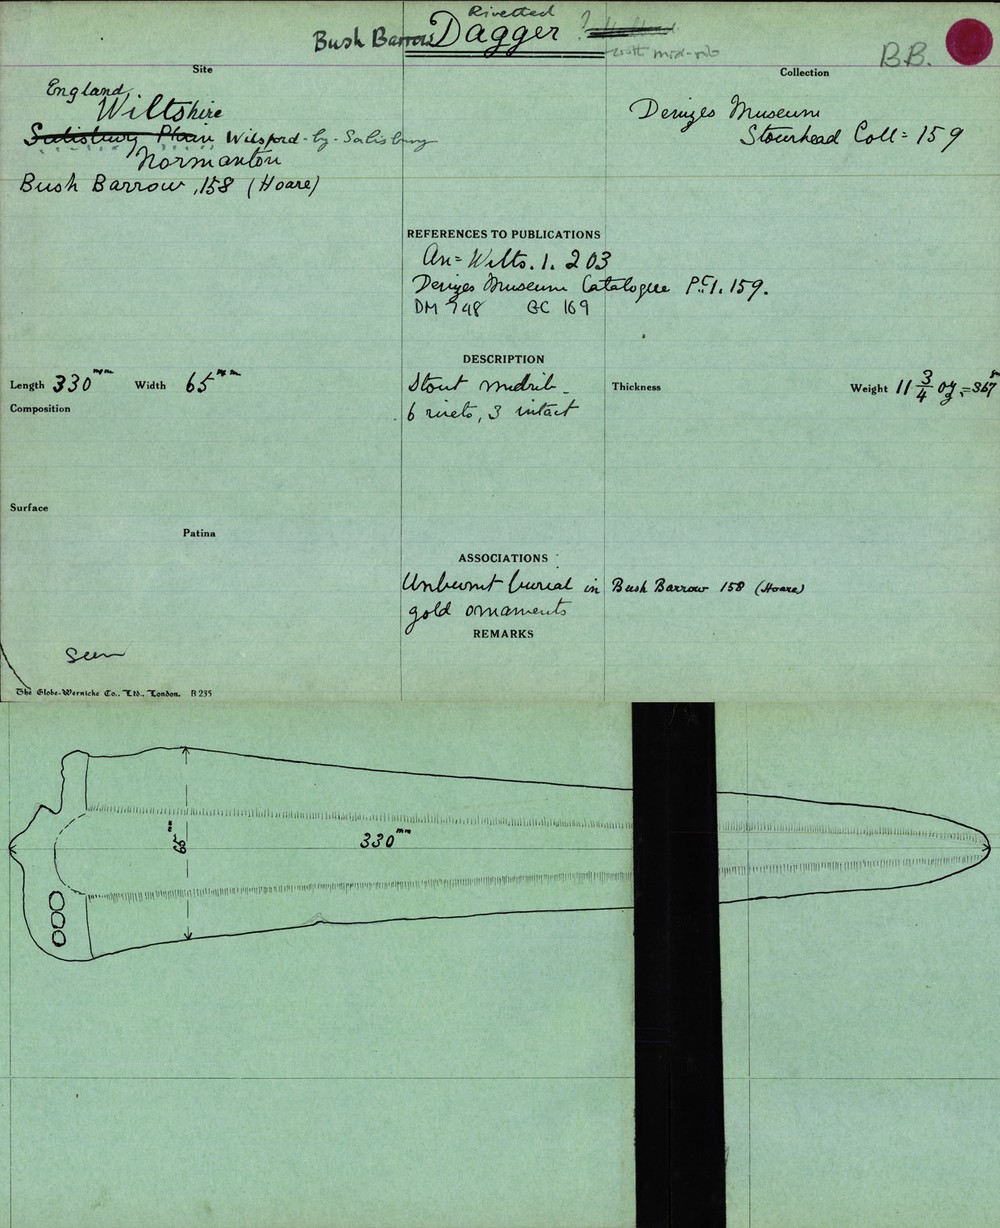 Rivetted
Bush Barrow Dagger ?
with mid-rib
B.B.
Site
England
Wiltshire
Salisbury Plain Wilsford-by-Salisbury
Normanton
Bush Barrow, 158 (Hoare)
Collection
Devizes Museum
Stourhead Coll: 159
REFERENCES TO PUBLICATIONS
An: Wilts. 1. 203
Devizes Museum Catalogue Pt. 1. 159.
DM 748 GC 169
Length 330 mm Width 65 mm
Composition
DESCRIPTION
Stout midrib
6 rivets, 3 intact
Thickness
Weight 11 3/4 oz. = 367 g
Surface
Patina
ASSOCIATIONS
Unburnt burial in Bush Barrow 158 (Hoare)
gold ornaments
REMARKS
Seen
The Globe-Wernicke Co., Ltd., London. B 235
65 mm
330 mm